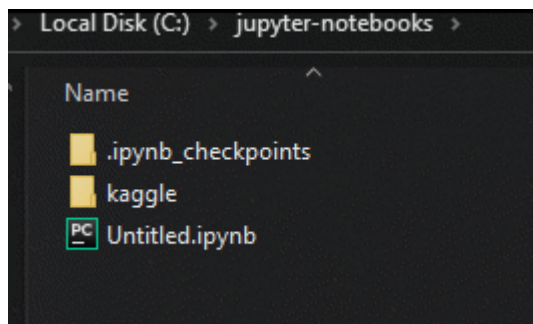 Local Disk (C:) > jupyter-notebooks >
Name
.ipynb_checkpoints
kaggle
PC Untitled.ipynb